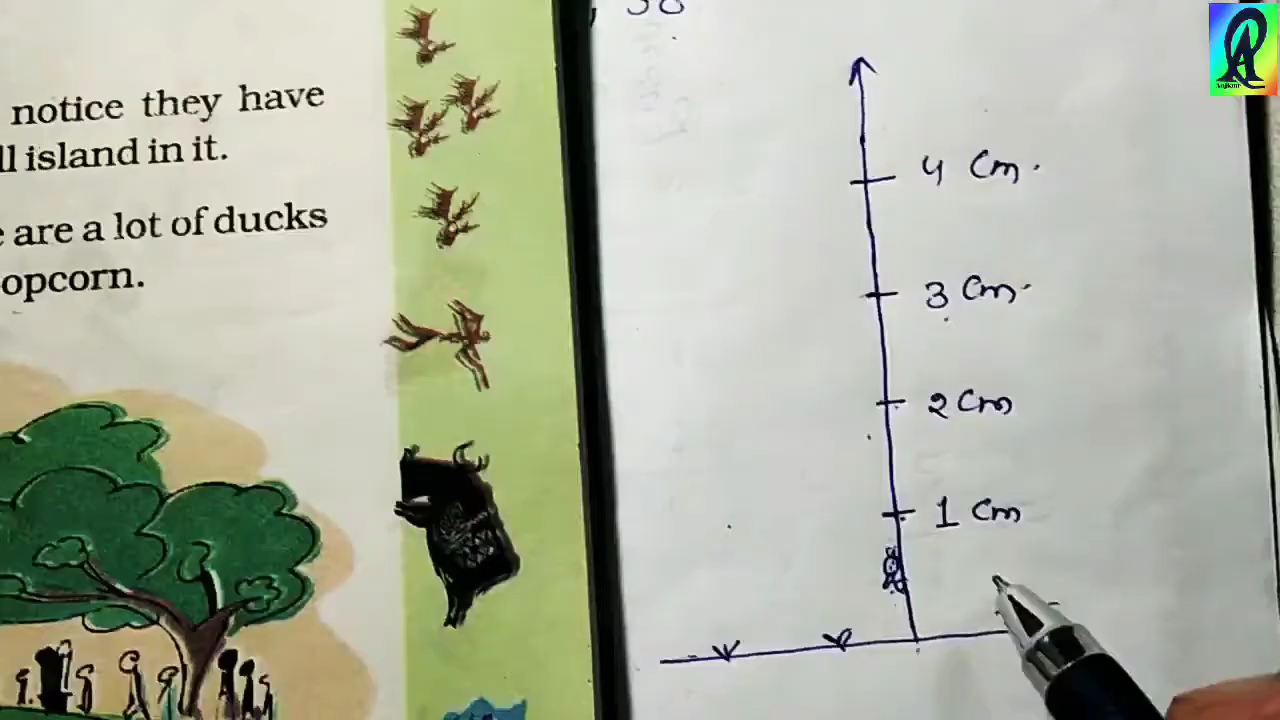 notice they have
ll island in it.
e are a lot of ducks
opcorn.
38
4 Cm.
3 Cm.
2 Cm
1 Cm